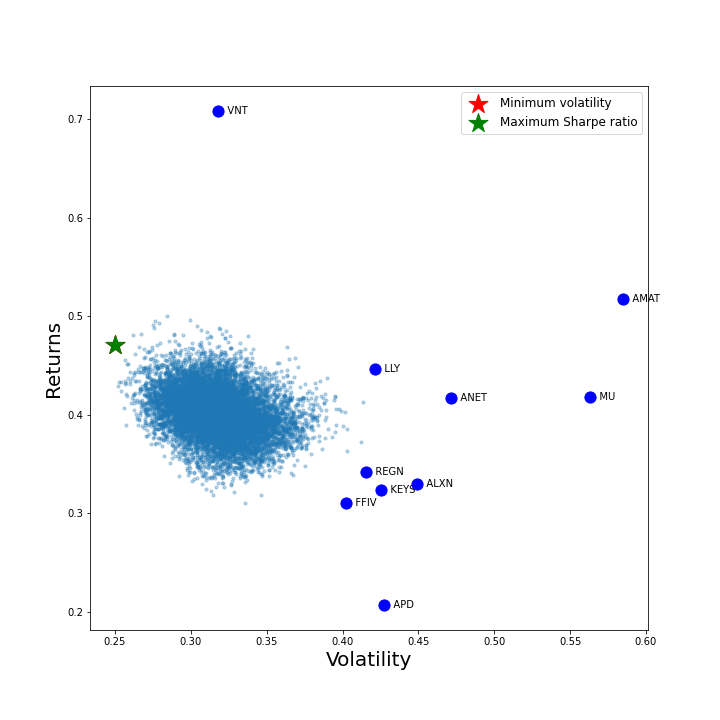 Minimum volatility
Maximum Sharpe ratio
VNT
AMAT
LLY
ANET
MU
REGN
KEYS
ALXN
FFIV
APD
Returns
0.7
0.6
0.5
0.4
0.3
0.2
0.25 0.30 0.35 0.40 0.45 0.50 0.55 0.60
Volatility